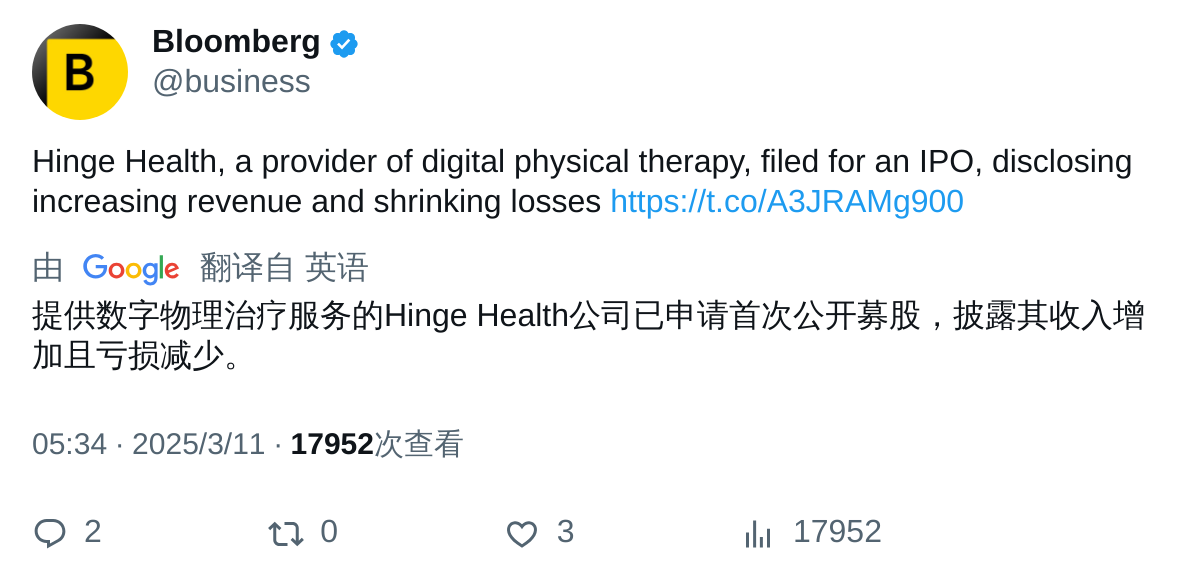 Bloomberg
@business
Hinge Health, a provider of digital physical therapy, filed for an IPO, disclosing
increasing revenue and shrinking losses https://t.co/A3JRAMg900
由 Google 翻译自 英语
提供数字物理治疗服务的Hinge Health公司已申请首次公开募股，披露其收入增
加且亏损减少。
05:34 · 2025/3/11 · 17952次查看
2 0 3 17952